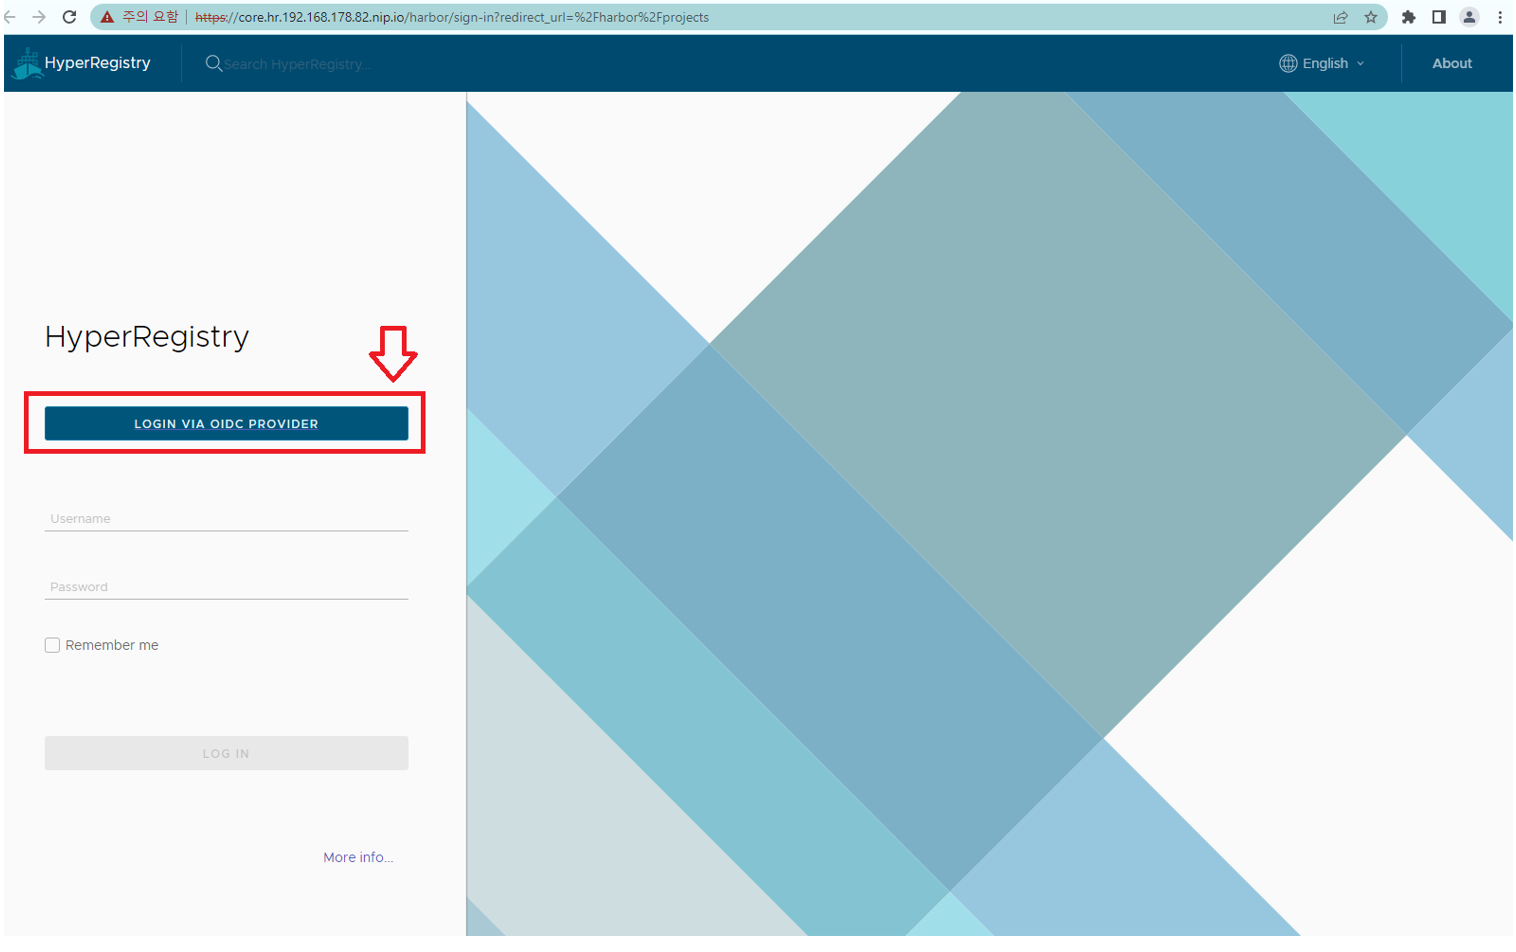 주의 요함 https://core.hr.192.168.178.82.nip.io/harbor/sign-in?redirect_url=%2Fharbor%2Fprojects
HyperRegistry Search HyperRegistry... English About
HyperRegistry
LOGIN VIA OIDC PROVIDER
Username
Password
Remember me
LOG IN
More info...